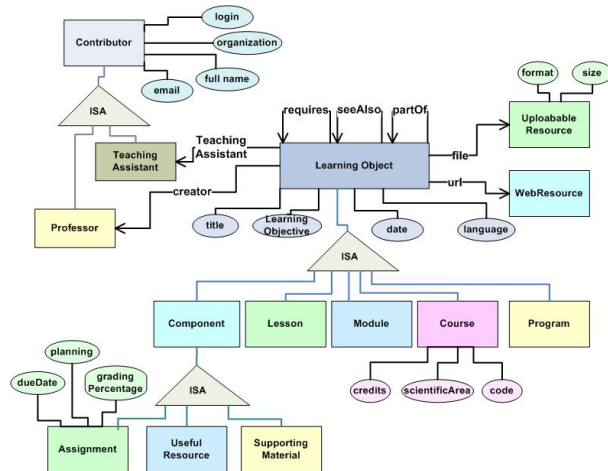 login
Contributor
organization
full name
email
ISA
format
size
requires
seeAlso
partOf
Uploabable
Resource
Teaching
Assistant
Teaching
Assistant
Learning Object
file
url
WebResource
creator
Professor
title
Learning
Objective
date
language
ISA
Component
Lesson
Module
Course
Program
planning
dueDate
grading
Percentage
ISA
credits
scientificArea
code
Assignment
Useful
Resource
Supporting
Material